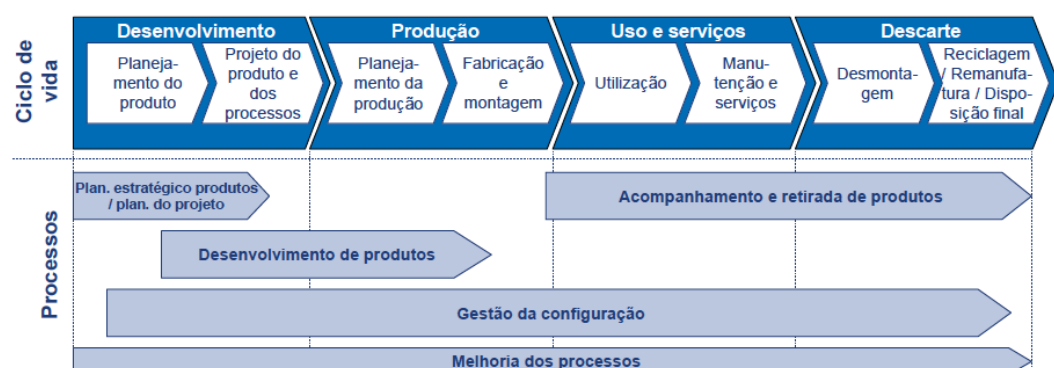 Ciclo de
vida
Desenvolvimento
Planeja-
mento do
produto
Projeto do
produto e
dos
processos
Produção
Planeja-
mento da
produção
Fabricação
e
montagem
Uso e serviços
Utilização
Manu-
tenção e
serviços
Descarte
Desmonta-
gem
Reciclagem
/ Remanufa-
tura / Dispo-
sição final
Processos
Plan. estratégico produtos
/ plan. do projeto
Acompanhamento e retirada de produtos
Desenvolvimento de produtos
Gestão da configuração
Melhoria dos processos